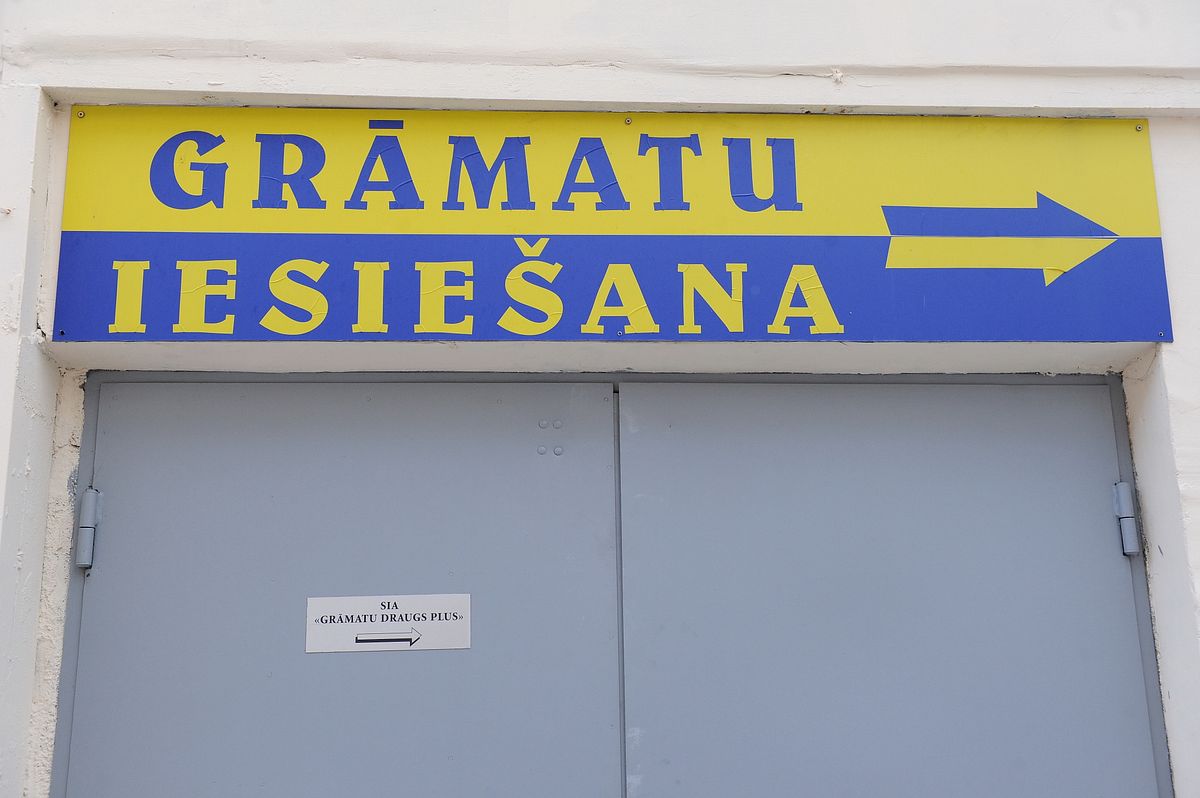 GRĀMATU
IESIEŠANA
SIA
«GRĀMATU DRAUGS PLUS»